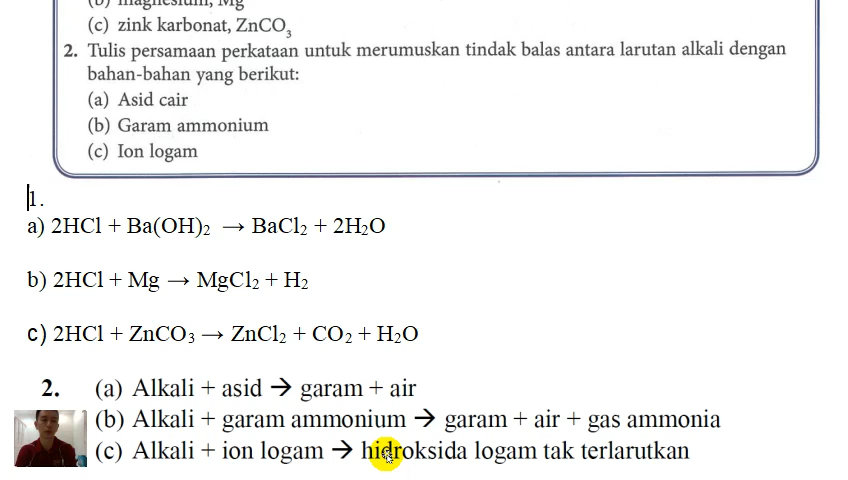 (b) magnesium, Mg
(c) zink karbonat, ZnCO₃
2. Tulis persamaan perkataan untuk merumuskan tindak balas antara larutan alkali dengan
bahan-bahan yang berikut:
(a) Asid cair
(b) Garam ammonium
(c) Ion logam
1.
a) 2HCl + Ba(OH)₂ → BaCl₂ + 2H₂O
b) 2HCl + Mg → MgCl₂ + H₂
c) 2HCl + ZnCO₃ → ZnCl₂ + CO₂ + H₂O
2. (a) Alkali + asid → garam + air
(b) Alkali + garam ammonium → garam + air + gas ammonia
(c) Alkali + ion logam → hidroksida logam tak terlarutkan